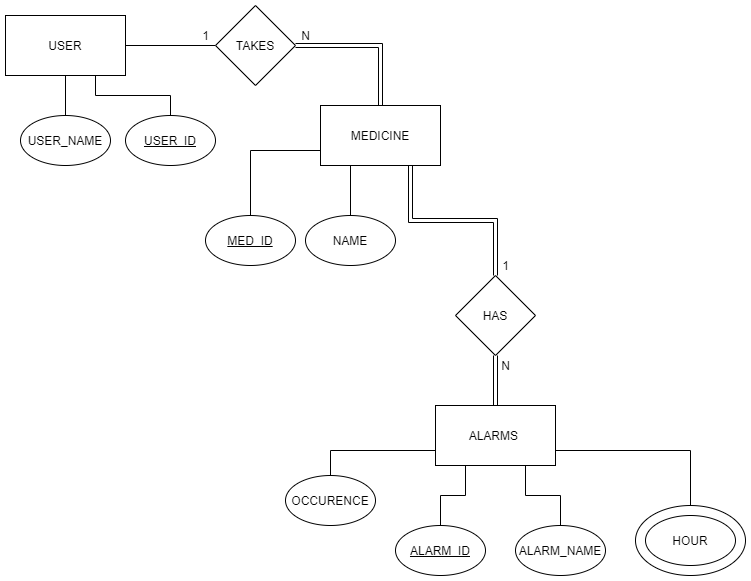 USER
1
TAKES
N
USER_NAME
USER_ID
MEDICINE
MED_ID
NAME
1
HAS
N
ALARMS
OCCURENCE
ALARM_ID
ALARM_NAME
HOUR